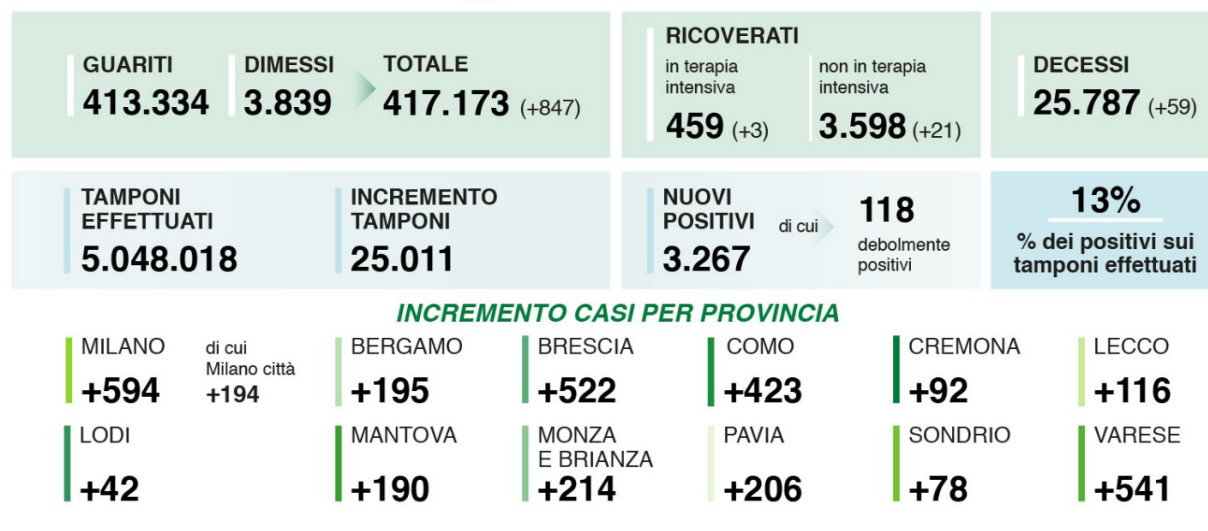 GUARITI
413.334
DIMESSI
3.839
TOTALE
417.173 (+847)
RICOVERATI
in terapia
intensiva
459 (+3)
non in terapia
intensiva
3.598 (+21)
DECESSI
25.787 (+59)
TAMPONI
EFFETTUATI
5.048.018
INCREMENTO
TAMPONI
25.011
NUOVI
POSITIVI
3.267
di cui
118
debolmente
positivi
13%
% dei positivi sui
tamponi effettuati
INCREMENTO CASI PER PROVINCIA
MILANO
+594
di cui
Milano città
+194
BERGAMO
+195
BRESCIA
+522
COMO
+423
CREMONA
+92
LECCO
+116
LODI
+42
MANTOVA
+190
MONZA
E BRIANZA
+214
PAVIA
+206
SONDRIO
+78
VARESE
+541